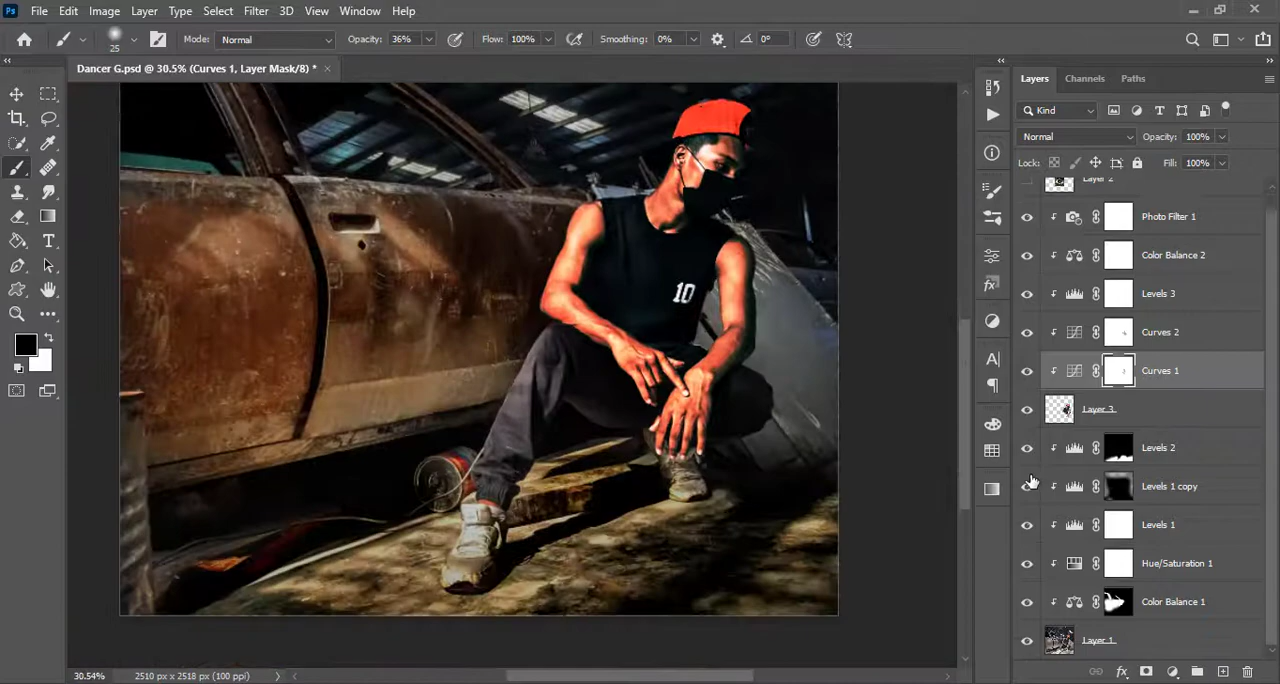 Ps File Edit Image Layer Type Select Filter 3D View Window Help
25 Mode: Normal Opacity: 36% Flow: 100% Smoothing: 0% 0°
Dancer G.psd @ 30.5% (Curves 1, Layer Mask/8) *
Layers Channels Paths
Kind
Normal Opacity: 100%
Lock: Fill: 100%
Layer 2
Photo Filter 1
Color Balance 2
Levels 3
Curves 2
Curves 1
Layer 3
Levels 2
Levels 1 copy
Levels 1
Hue/Saturation 1
Color Balance 1
Layer 1
10
30.54% 2510 px x 2518 px (100 ppi)